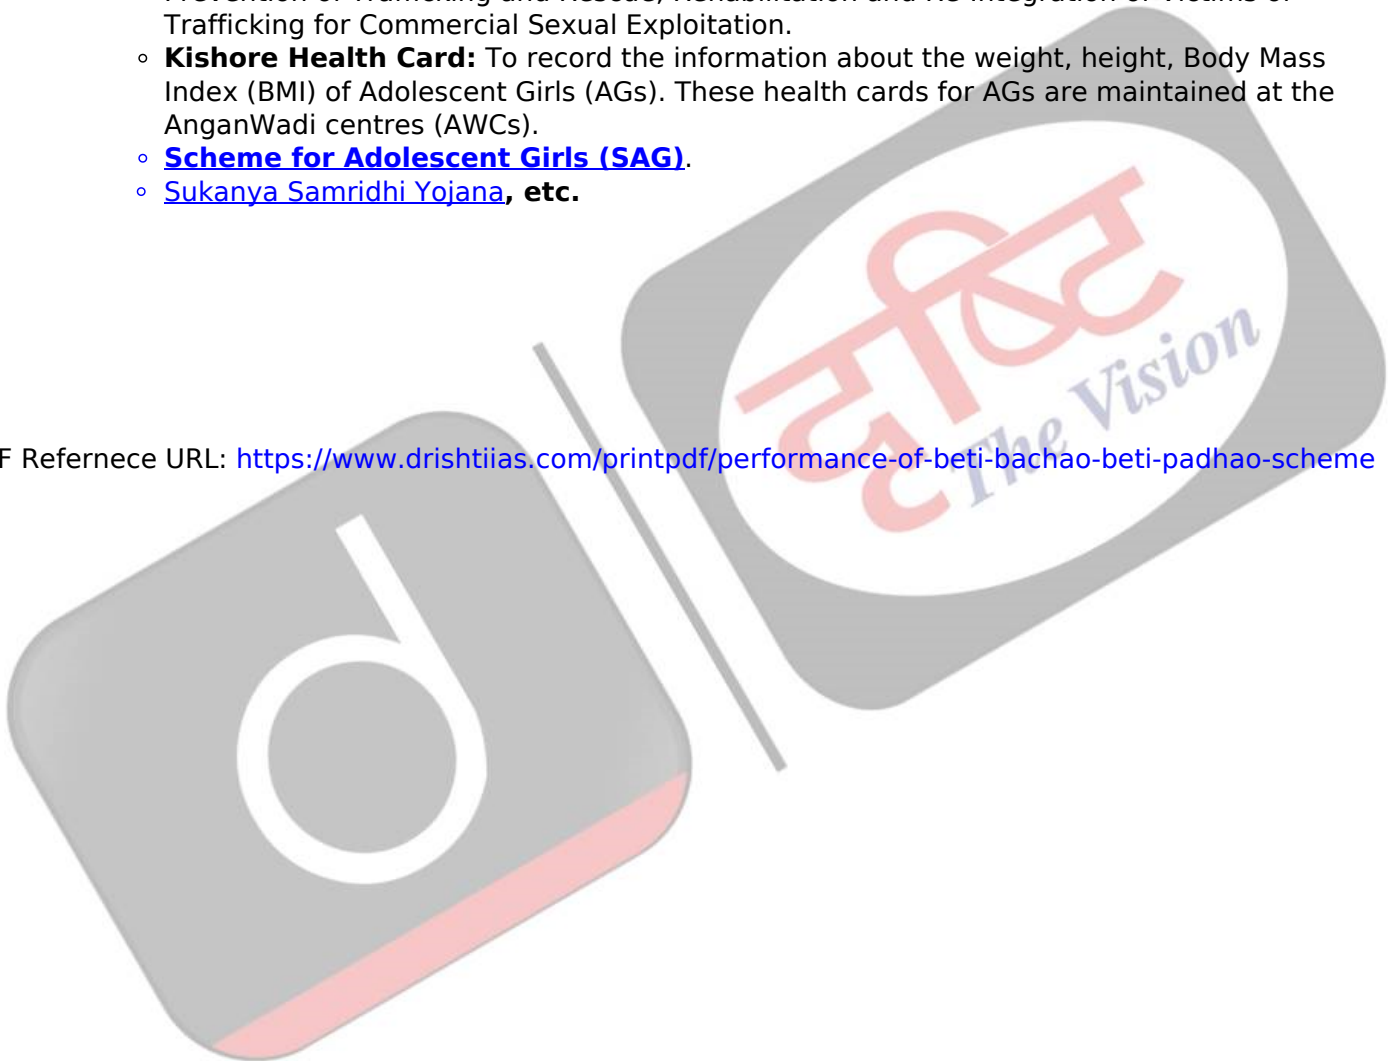 Trafficking for Commercial Sexual Exploitation.
Kishore Health Card: To record the information about the weight, height, Body Mass
Index (BMI) of Adolescent Girls (AGs). These health cards for AGs are maintained at the
AnganWadi centres (AWCs).
Scheme for Adolescent Girls (SAG).
Sukanya Samridhi Yojana, etc.
दृष्टि
The Vision
F Refernece URL: https://www.drishtiias.com/printpdf/performance-of-beti-bachao-beti-padhao-scheme
d